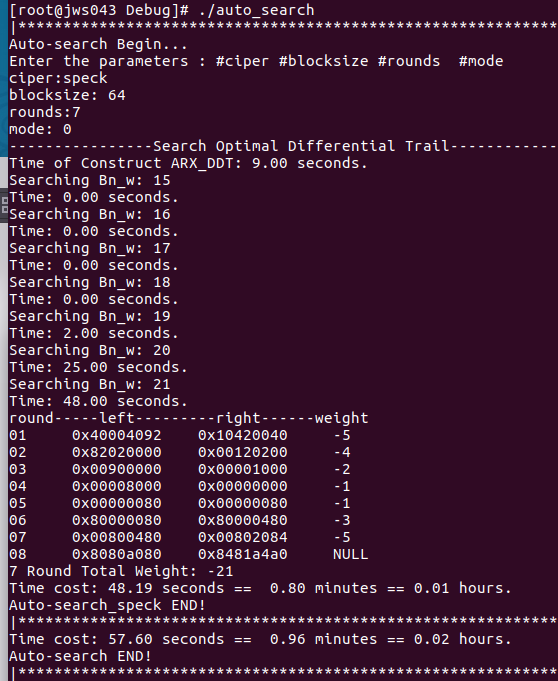 [root@jws043 Debug]# ./auto_search
|*******************************************************
Auto-search Begin...
Enter the parameters : #ciper #blocksize #rounds  #mode
ciper:speck
blocksize: 64
rounds:7
mode: 0
----------------Search Optimal Differential Trail------------
Time of Construct ARX_DDT: 9.00 seconds.
Searching Bn_w: 15
Time: 0.00 seconds.
Searching Bn_w: 16
Time: 0.00 seconds.
Searching Bn_w: 17
Time: 0.00 seconds.
Searching Bn_w: 18
Time: 0.00 seconds.
Searching Bn_w: 19
Time: 2.00 seconds.
Searching Bn_w: 20
Time: 25.00 seconds.
Searching Bn_w: 21
Time: 48.00 seconds.
round-----left---------right------weight
01     0x40004092    0x10420040     -5
02     0x82020000    0x00120200     -4
03     0x00900000    0x00001000     -2
04     0x00008000    0x00000000     -1
05     0x00000080    0x00000080     -1
06     0x80000080    0x80000480     -3
07     0x00800480    0x00802084     -5
08     0x8080a080    0x8481a4a0     NULL
7 Round Total Weight: -21
Time cost: 48.19 seconds ==  0.80 minutes == 0.01 hours.
Auto-search_speck END!
|*******************************************************
Time cost: 57.60 seconds ==  0.96 minutes == 0.02 hours.
Auto-search END!
|*******************************************************